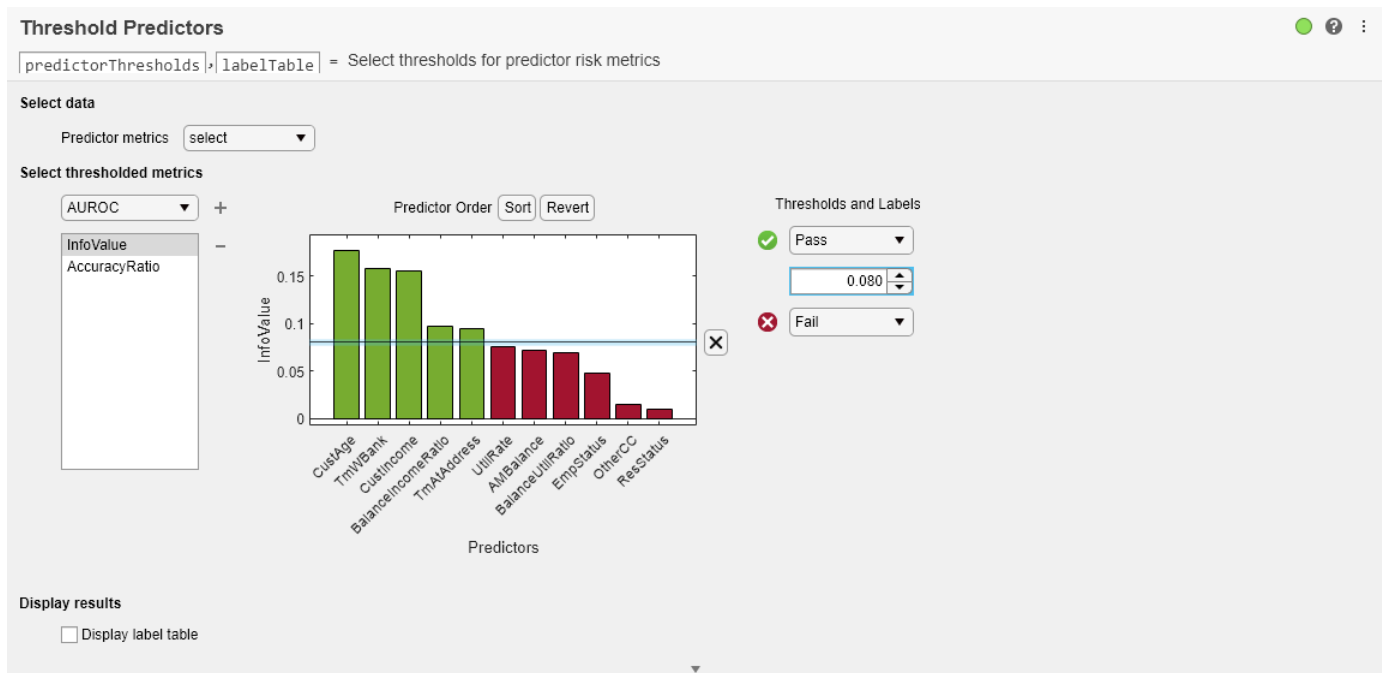 Threshold Predictors
predictorThresholds, labelTable = Select thresholds for predictor risk metrics
Select data
Predictor metrics select
Select thresholded metrics
AUROC
InfoValue
AccuracyRatio
Predictor Order Sort Revert
InfoValue
0.15
0.1
0.05
0
CustAge
TmWBank
CustIncome
BalanceIncomeRatio
TmAtAddress
UtilRate
AMBalance
BalanceUtilRatio
EmpStatus
OtherCC
ResStatus
Predictors
Thresholds and Labels
Pass
0.080
Fail
Display results
Display label table